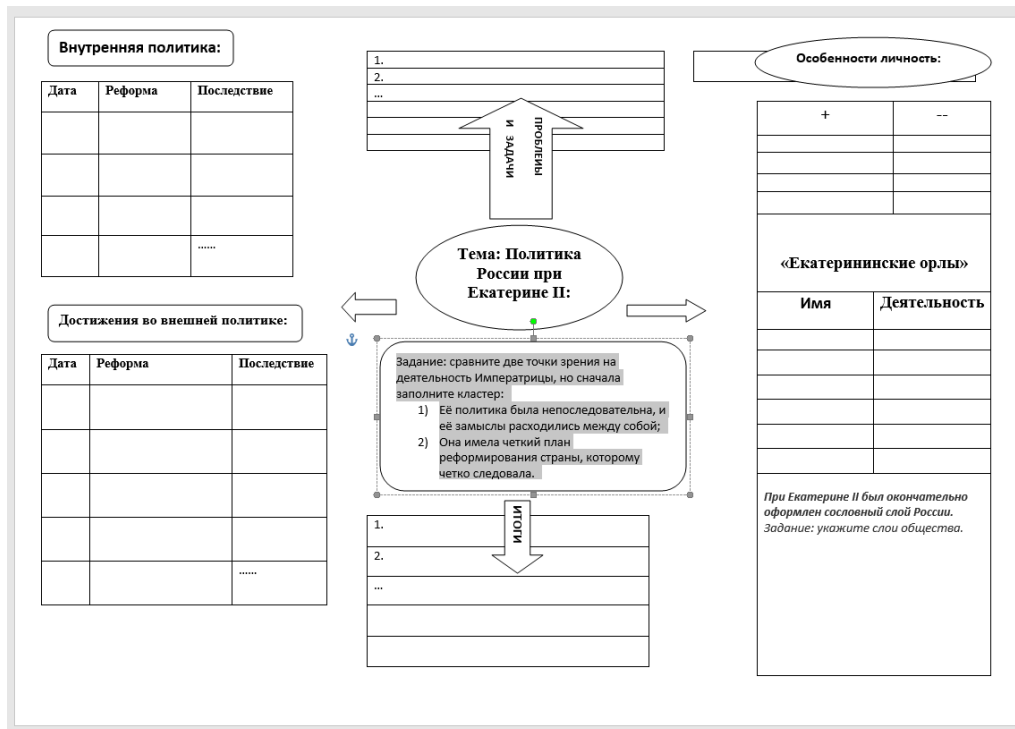 Внутренняя политика:
Дата Реформа Последствие
......
Достижения во внешней политике:
Дата Реформа Последствие
......
1.
2.
...
ПРОБЛЕМЫ
И ЗАДАЧИ
Тема: Политика
России при
Екатерине II:
Задание: сравните две точки зрения на
деятельность Императрицы, но сначала
заполните кластер:
1) Её политика была непоследовательна, и
её замыслы расходились между собой;
2) Она имела четкий план
реформирования страны, которому
четко следовала.
ИТОГИ
1.
2.
...
Особенности личность:
+ --
«Екатерининские орлы»
Имя Деятельность
При Екатерине II был окончательно
оформлен сословный слой России.
Задание: укажите слои общества.